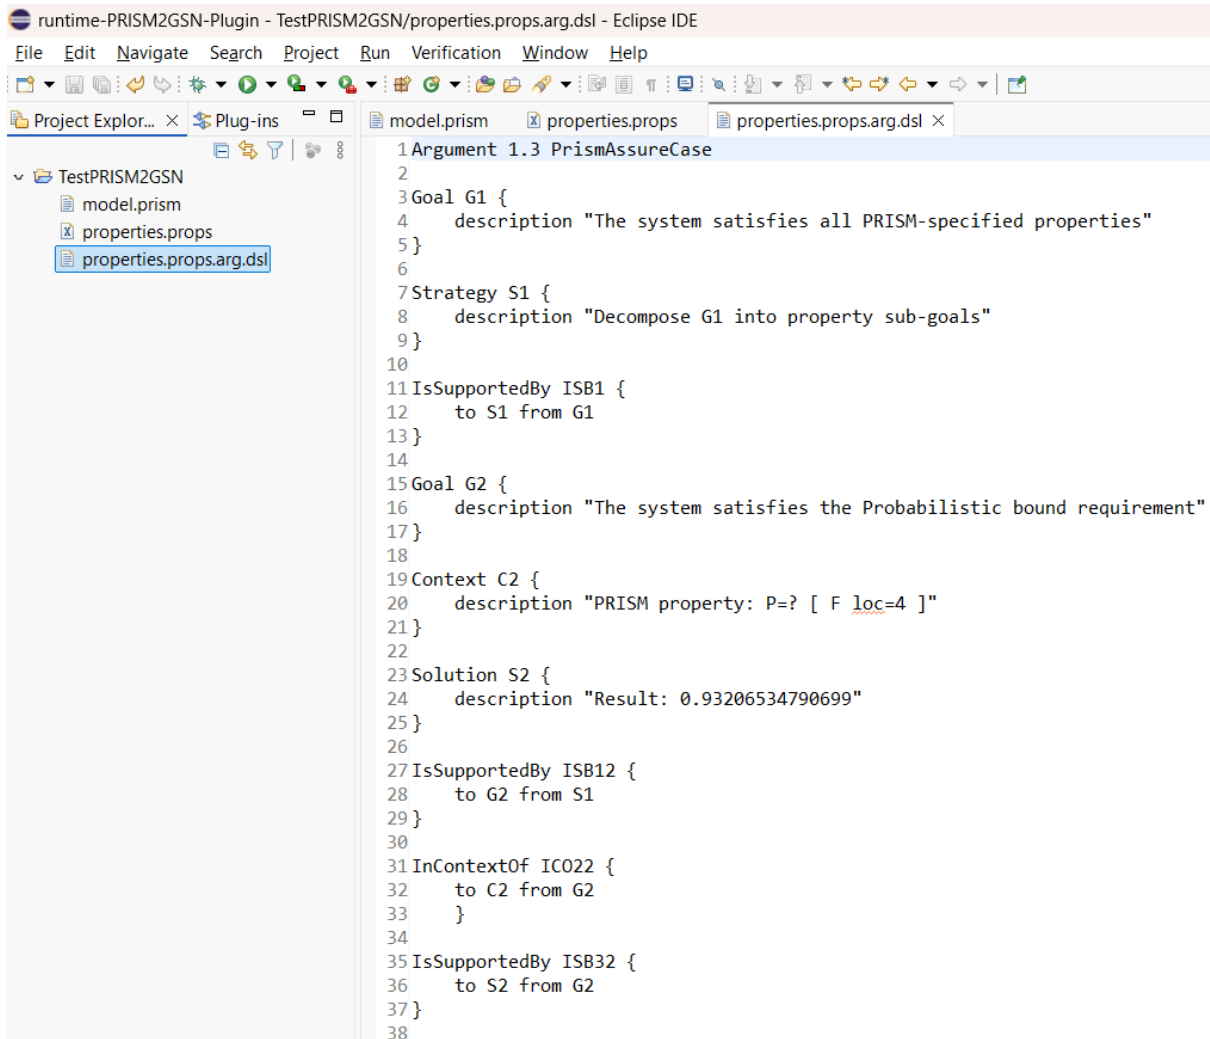 runtime-PRISM2GSN-Plugin - TestPRISM2GSN/properties.props.arg.dsl - Eclipse IDE
File Edit Navigate Search Project Run Verification Window Help
Project Explor... Plug-ins
model.prism properties.props properties.props.arg.dsl
TestPRISM2GSN
model.prism
properties.props
properties.props.arg.dsl
1 Argument 1.3 PrismAssureCase
2
3 Goal G1 {
4 description "The system satisfies all PRISM-specified properties"
5 }
6
7 Strategy S1 {
8 description "Decompose G1 into property sub-goals"
9 }
10
11 IsSupportedBy ISB1 {
12 to S1 from G1
13 }
14
15 Goal G2 {
16 description "The system satisfies the Probabilistic bound requirement"
17 }
18
19 Context C2 {
20 description "PRISM property: P=? [ F loc=4 ]"
21 }
22
23 Solution S2 {
24 description "Result: 0.93206534790699"
25 }
26
27 IsSupportedBy ISB12 {
28 to G2 from S1
29 }
30
31 InContextOf ICO22 {
32 to C2 from G2
33 }
34
35 IsSupportedBy ISB32 {
36 to S2 from G2
37 }
38